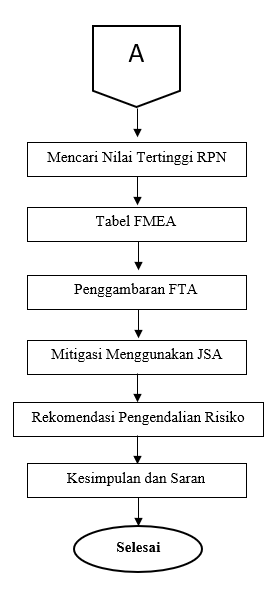 A
Mencari Nilai Tertinggi RPN
Tabel FMEA
Penggambaran FTA
Mitigasi Menggunakan JSA
Rekomendasi Pengendalian Risiko
Kesimpulan dan Saran
Selesai